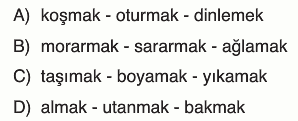 A) koşmak - oturmak - dinlemek
B) morarmak - sararmak - ağlamak
C) taşımak - boyamak - yıkamak
D) almak - utanmak - bakmak